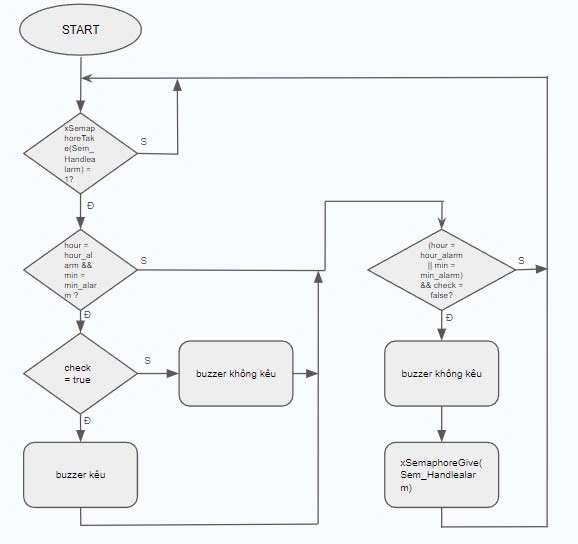 START
xSemap
horeTak
e(Sem_
Handlea
larm) =
1?
S
Đ
hour =
hour_al
arm &&
min =
min_alar
m ?
S
Đ
check
= true
S
Đ
buzzer không kêu
buzzer kêu
(hour =
hour_alarm
|| min =
min_alarm)
&& check =
false?
S
Đ
buzzer không kêu
xSemaphoreGive(
Sem_Handlealar
m)